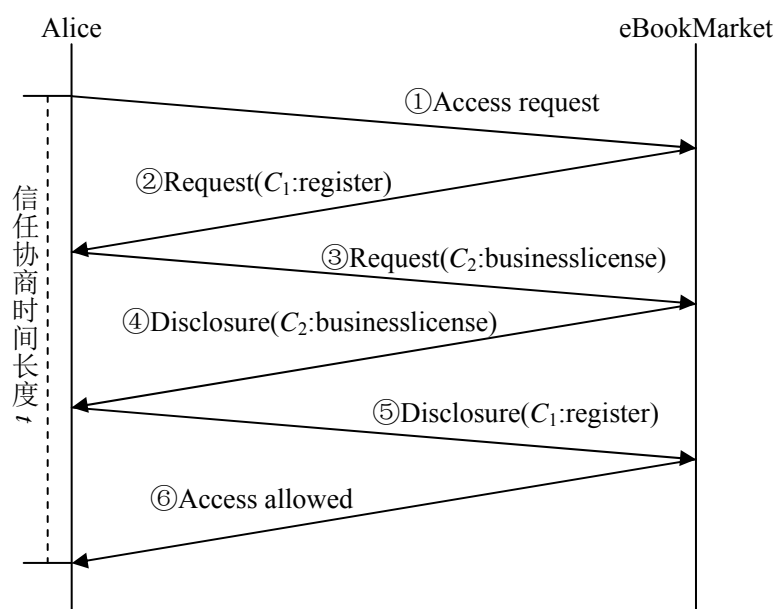 Alice
eBookMarket
①Access request
②Request(C₁:register)
③Request(C₂:businesslicense)
④Disclosure(C₂:businesslicense)
⑤Disclosure(C₁:register)
⑥Access allowed
信任协商时间长度 t